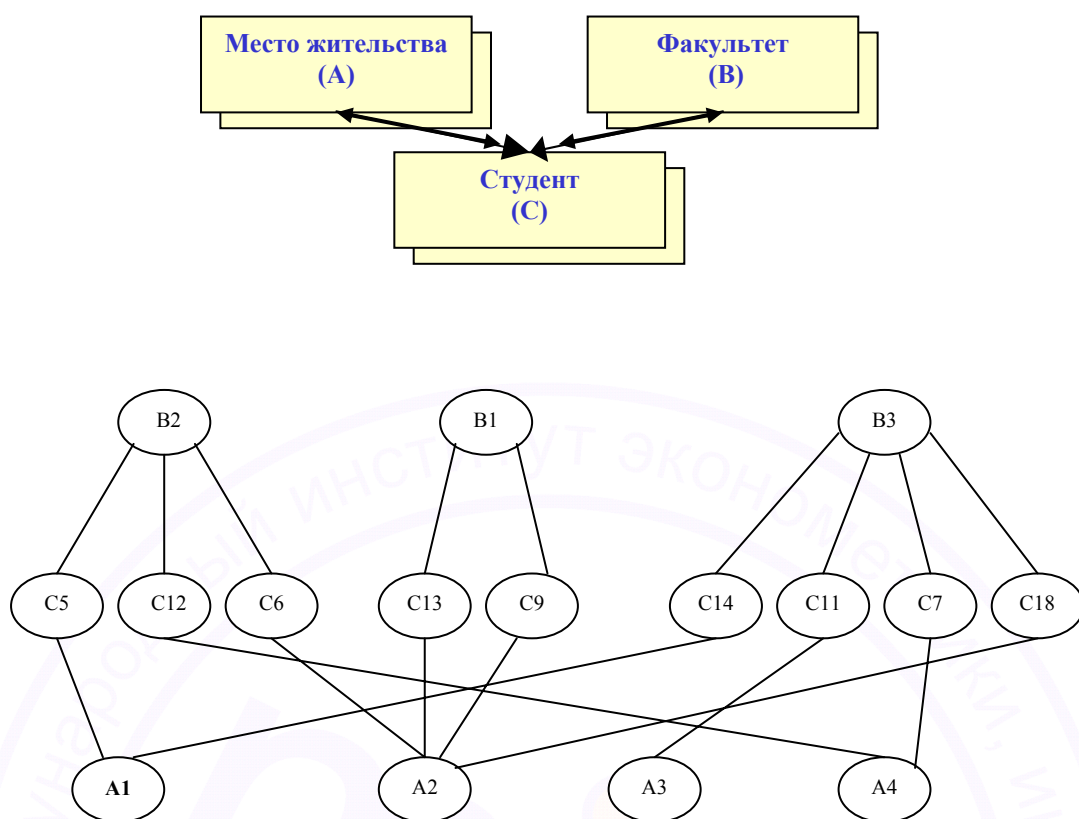 Место жительства
(A)
Факультет
(B)
Студент
(C)
B2
B1
B3
C5
C12
C6
C13
C9
C14
C11
C7
C18
A1
A2
A3
A4